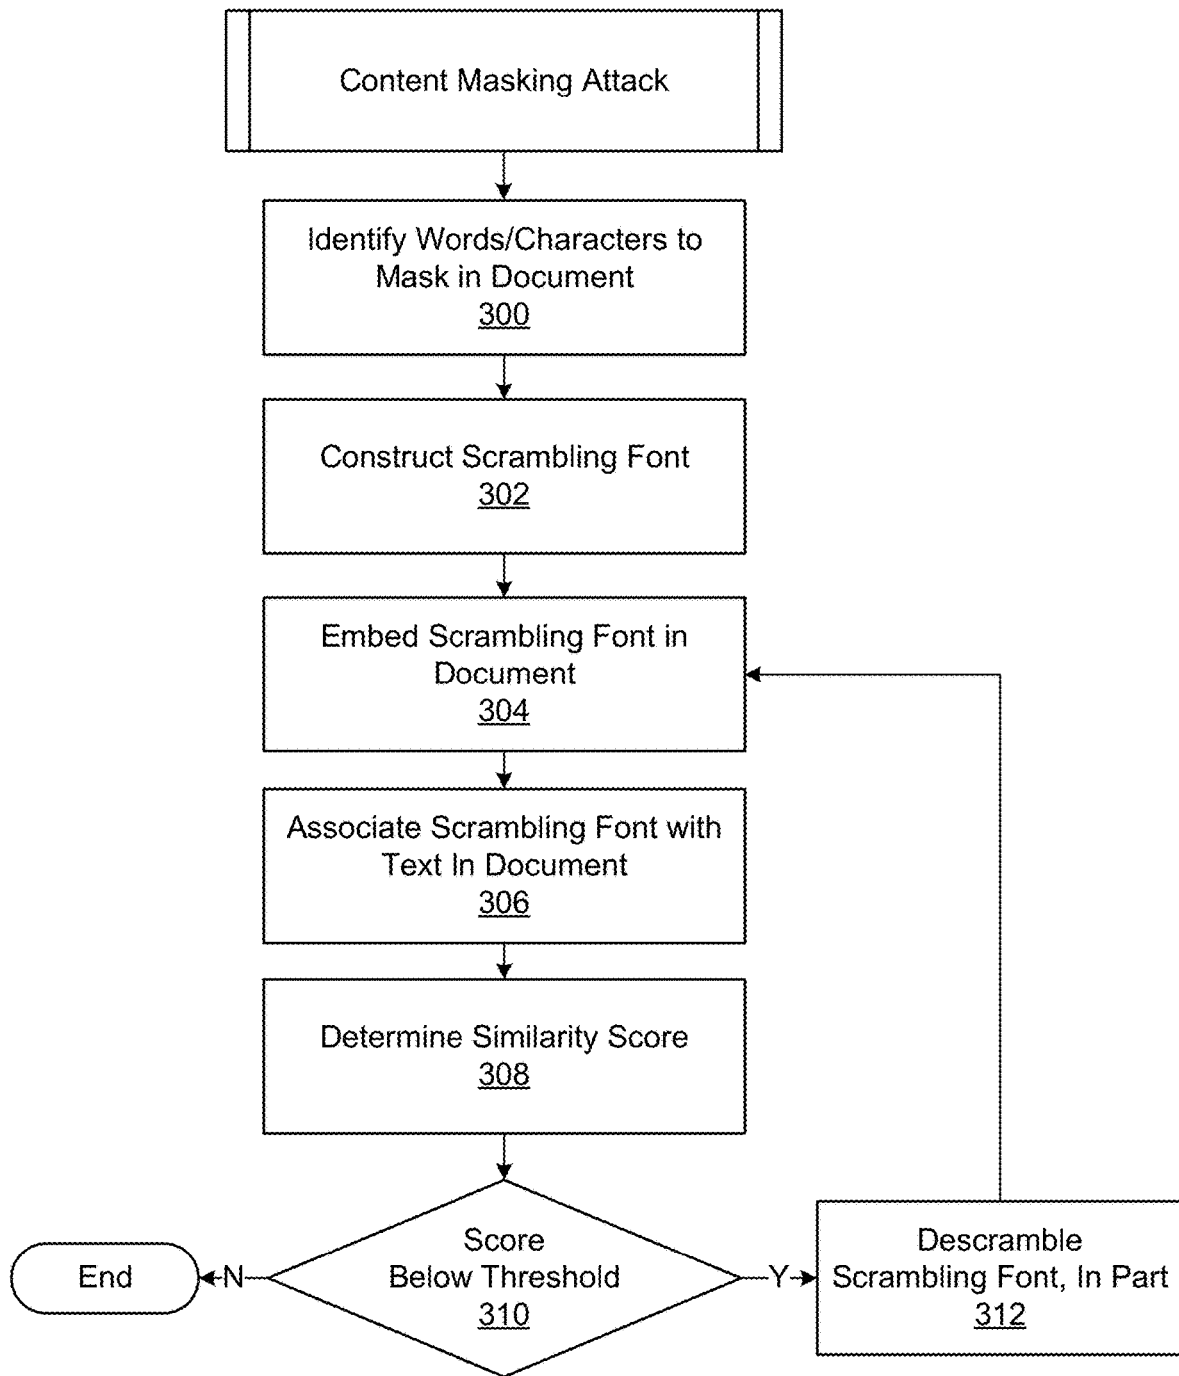 Content Masking Attack
Identify Words/Characters to
Mask in Document
300
Construct Scrambling Font
302
Embed Scrambling Font in
Document
304
Associate Scrambling Font with
Text In Document
306
Determine Similarity Score
308
Score
Below Threshold
310
End
N
Y
Descramble
Scrambling Font, In Part
312